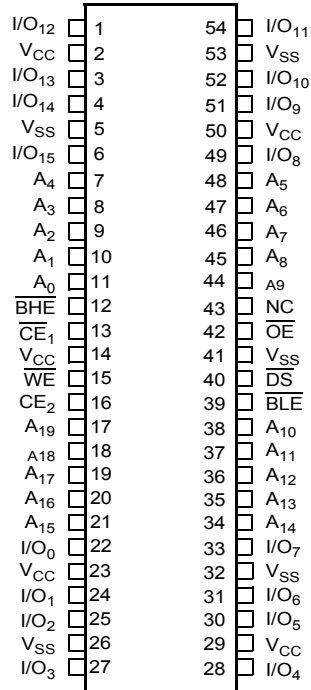 I/O12 1 54 I/O11
VCC 2 53 VSS
I/O13 3 52 I/O10
I/O14 4 51 I/O9
VSS 5 50 VCC
I/O15 6 49 I/O8
A4 7 48 A5
A3 8 47 A6
A2 9 46 A7
A1 10 45 A8
A0 11 44 A9
BHE 12 43 NC
CE1 13 42 OE
VCC 14 41 VSS
WE 15 40 DS
CE2 16 39 BLE
A19 17 38 A10
A18 18 37 A11
A17 19 36 A12
A16 20 35 A13
A15 21 34 A14
I/O0 22 33 I/O7
VCC 23 32 VSS
I/O1 24 31 I/O6
I/O2 25 30 I/O5
VSS 26 29 VCC
I/O3 27 28 I/O4